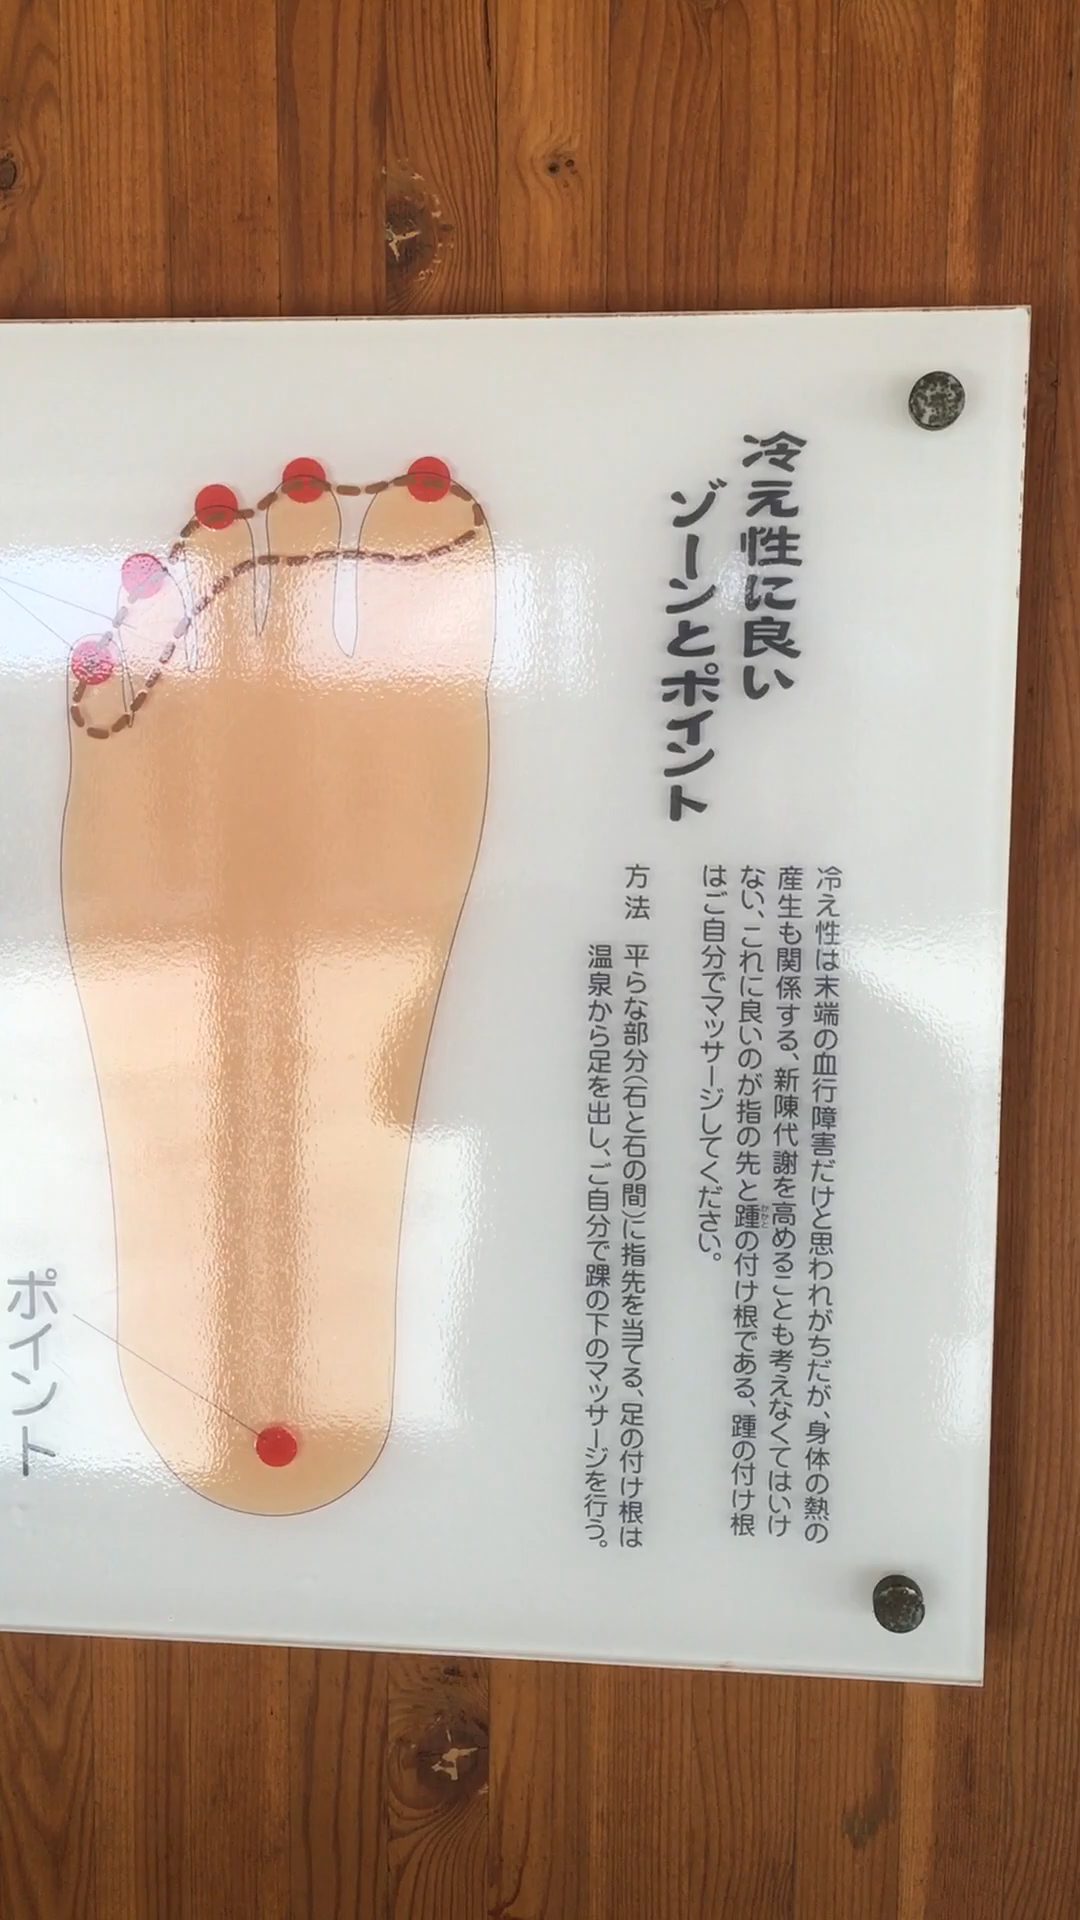 冷え性に良い
ゾーンとポイント
冷え性は末端の血行障害だけと思われがちだが、身体の熱の
産生も関係する、新陳代謝を高めることも考えなくてはいけ
ない、これに良いのが指の先と踵の付け根である、踵の付け根
かかと
はご自分でマッサージしてください。
方法 平らな部分(石と石の間)に指先を当てる、足の付け根は
温泉から足を出し、ご自分で踝の下のマッサージを行う。
ポイント